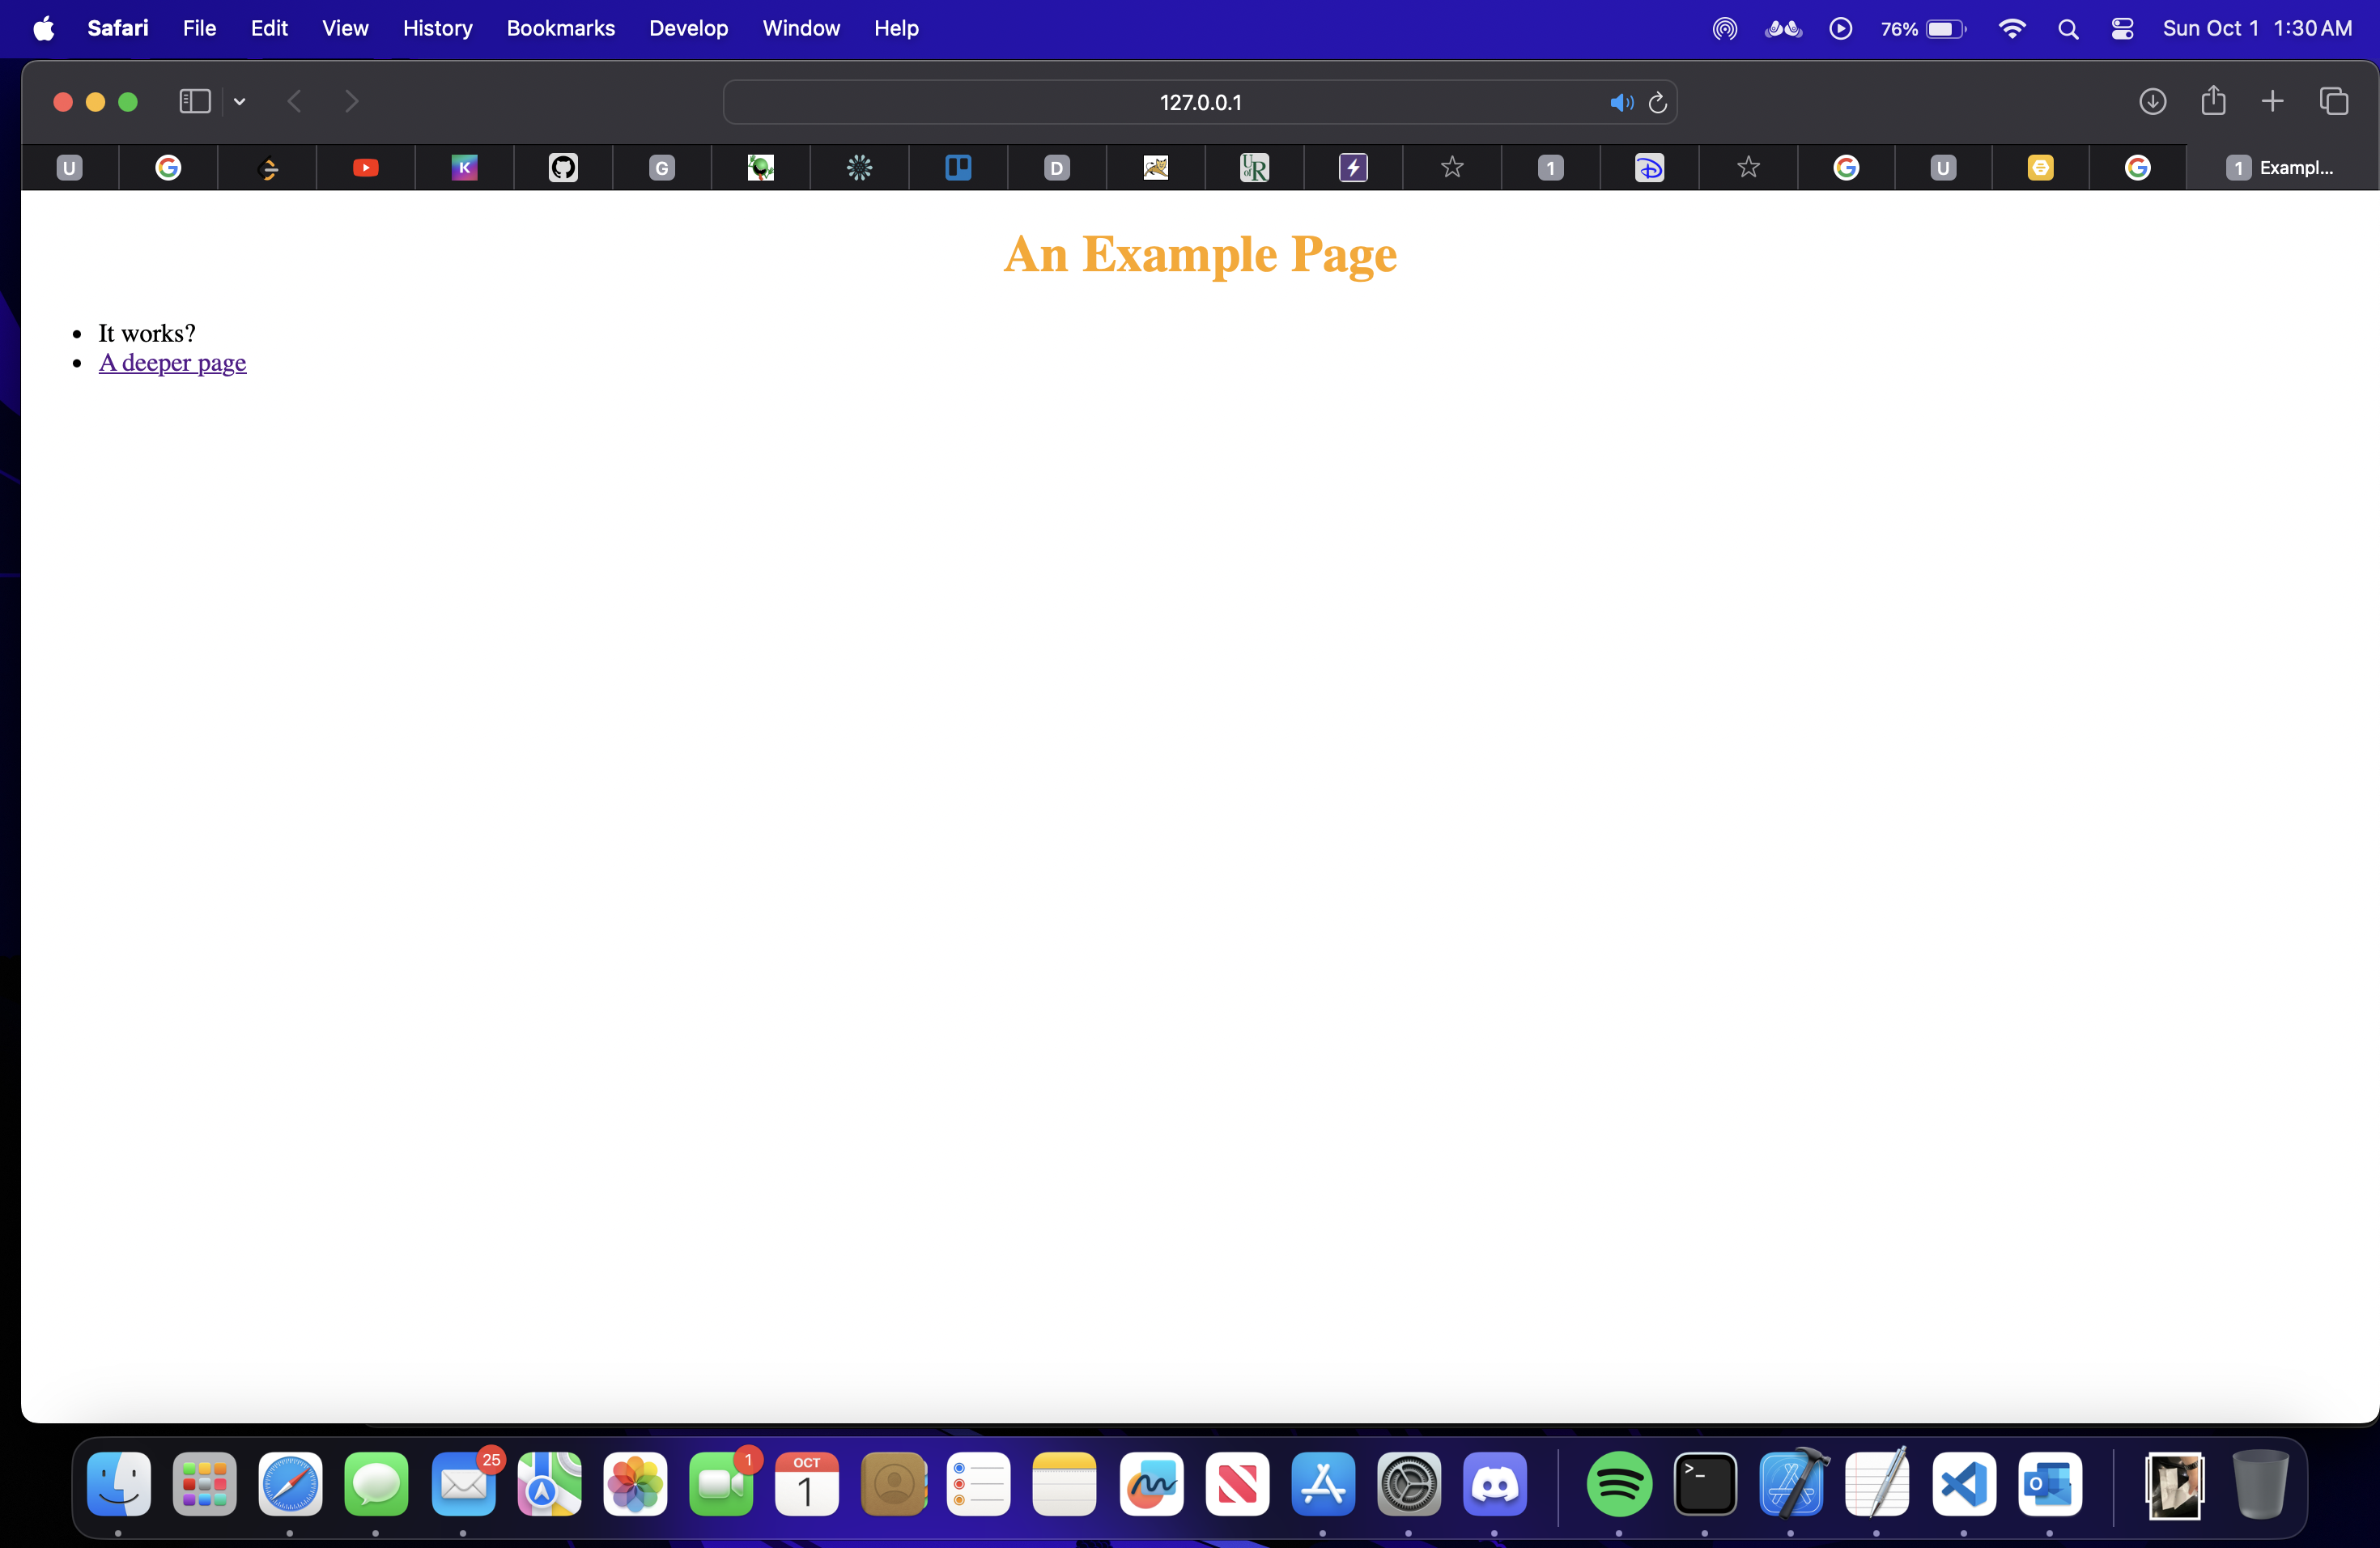 Safari File Edit View History Bookmarks Develop Window Help 76% Sun Oct 1 1:30 AM
127.0.0.1
U K G D UofR 1 U 1 Exampl...
An Example Page
• It works?
• A deeper page
25 1 OCT
1
>_ O